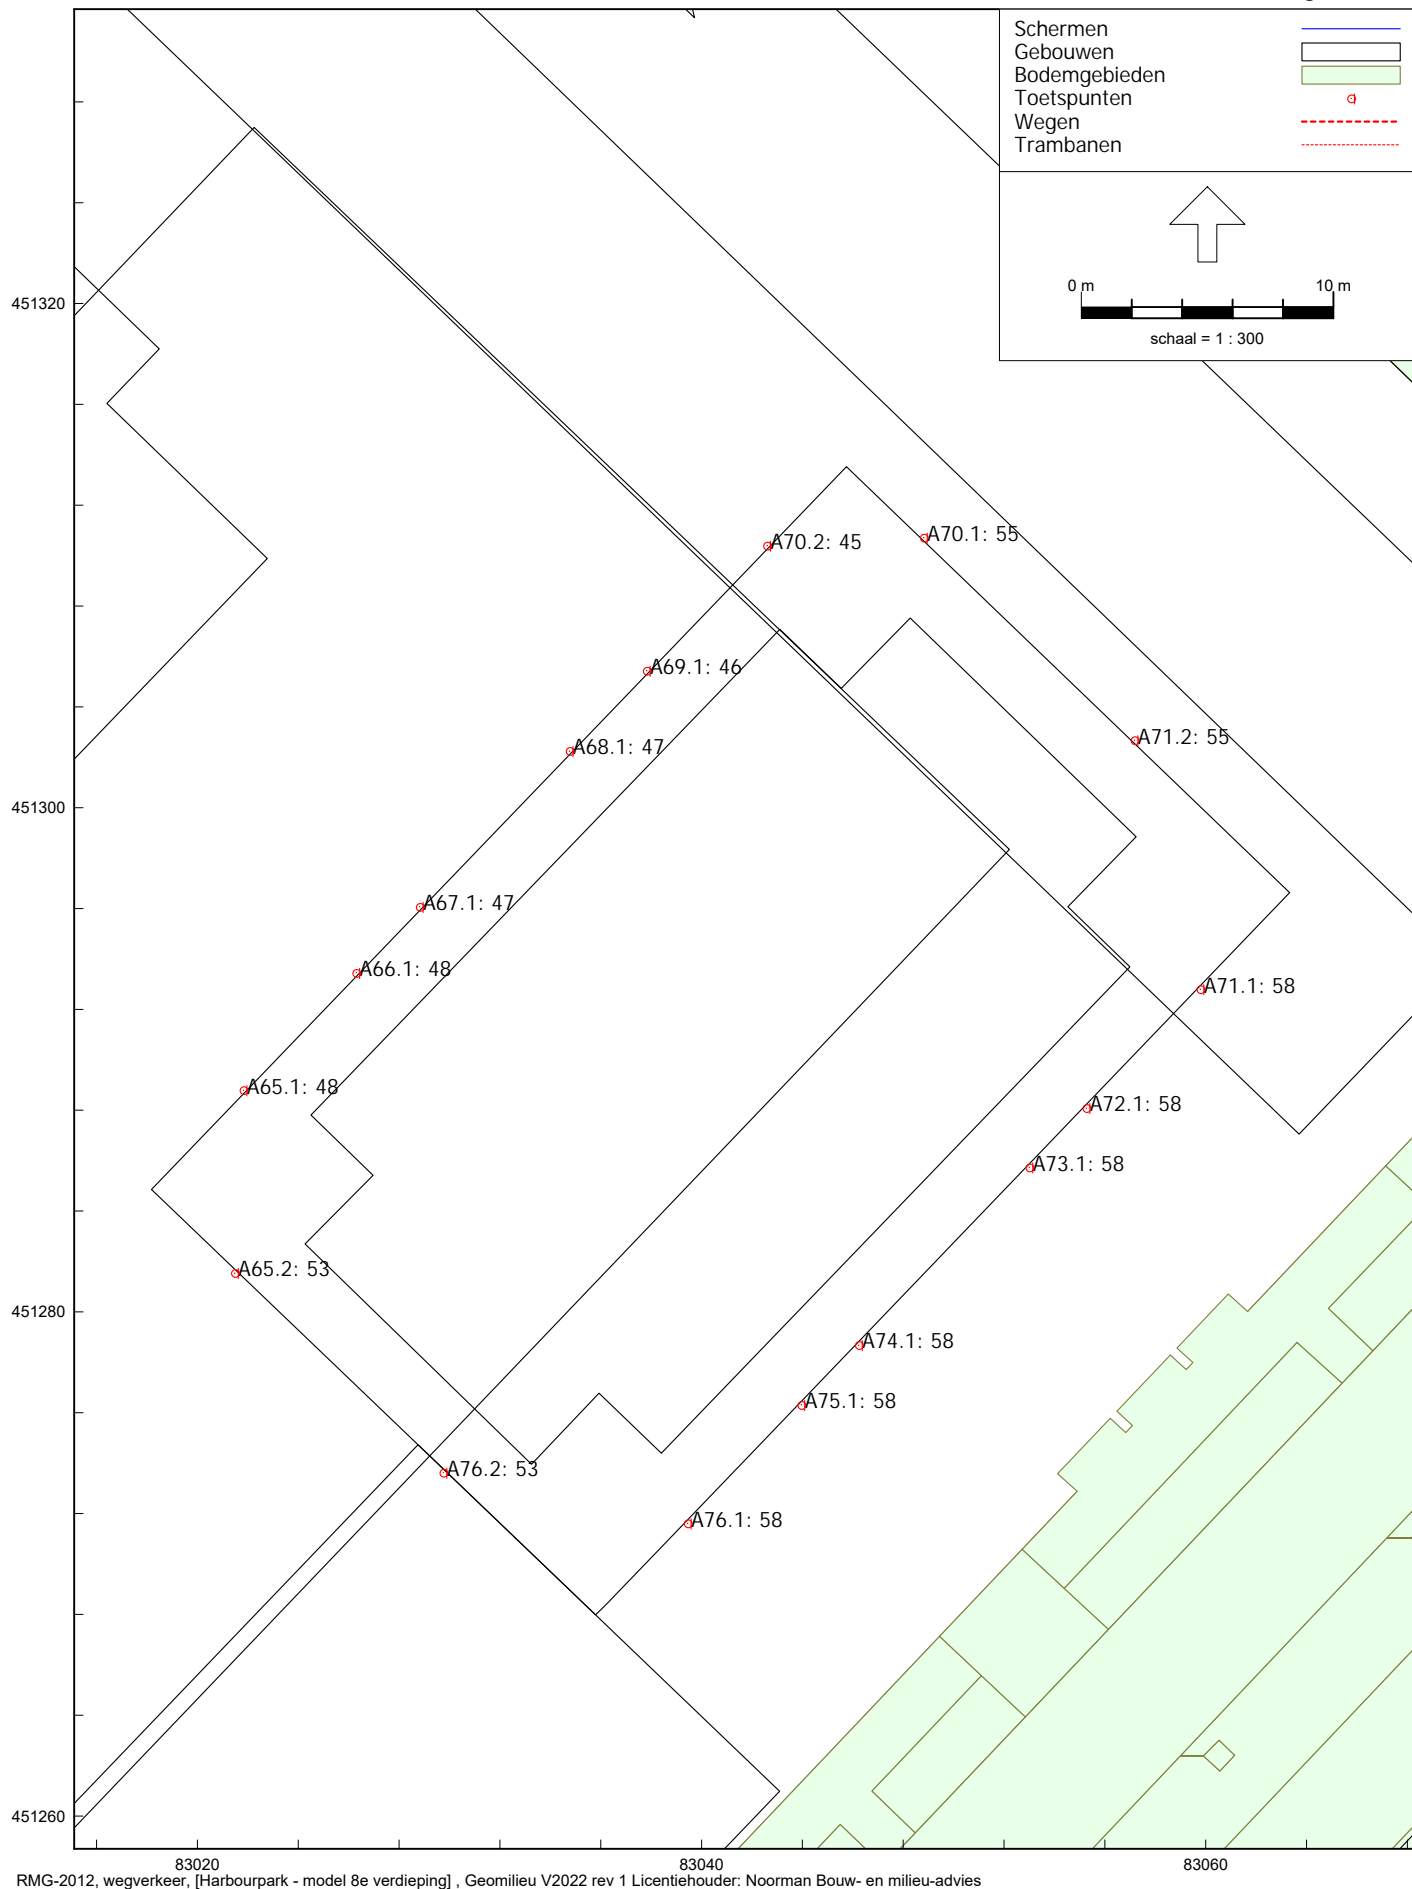 Schermen
Gebouwen
Bodemgebieden
Toetspunten
Wegen
Trambanen
0 m 10 m
schaal = 1 : 300
451320
A70.2: 45
A70.1: 55
A69.1: 46
A68.1: 47
A71.2: 55
451300
A67.1: 47
A66.1: 48
A71.1: 58
A65.1: 48
A72.1: 58
A73.1: 58
A65.2: 53
451280
A74.1: 58
A75.1: 58
A76.2: 53
A76.1: 58
451260
83020 83040 83060
RMG-2012, wegverkeer, [Harbourpark - model 8e verdieping] , Geomilieu V2022 rev 1 Licentiehouder: Noorman Bouw- en milieu-advies